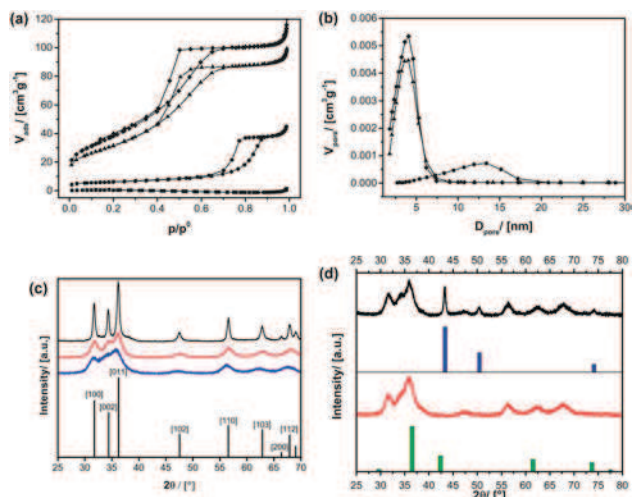 (a)
120
100
80
60
40
20
0
V_ads/ [cm³g⁻¹]
0.0 0.2 0.4 0.6 0.8 1.0
p/p⁰
(b)
0.006
0.005
0.004
0.003
0.002
0.001
0.000
V_pore/ [cm³g⁻¹]
5 10 15 20 25 30
D_pore/ [nm]
(c)
Intensity/ [a.u.]
[011]
[100]
[002]
[102]
[110]
[103]
[200]
[112]
25 30 35 40 45 50 55 60 65 70
2θ / [°]
(d)
25 30 35 40 45 50 55 60 65 70 75 80
Intensity/ [a.u.]
25 30 35 40 45 50 55 60 65 70 75 80
2θ/ [°]